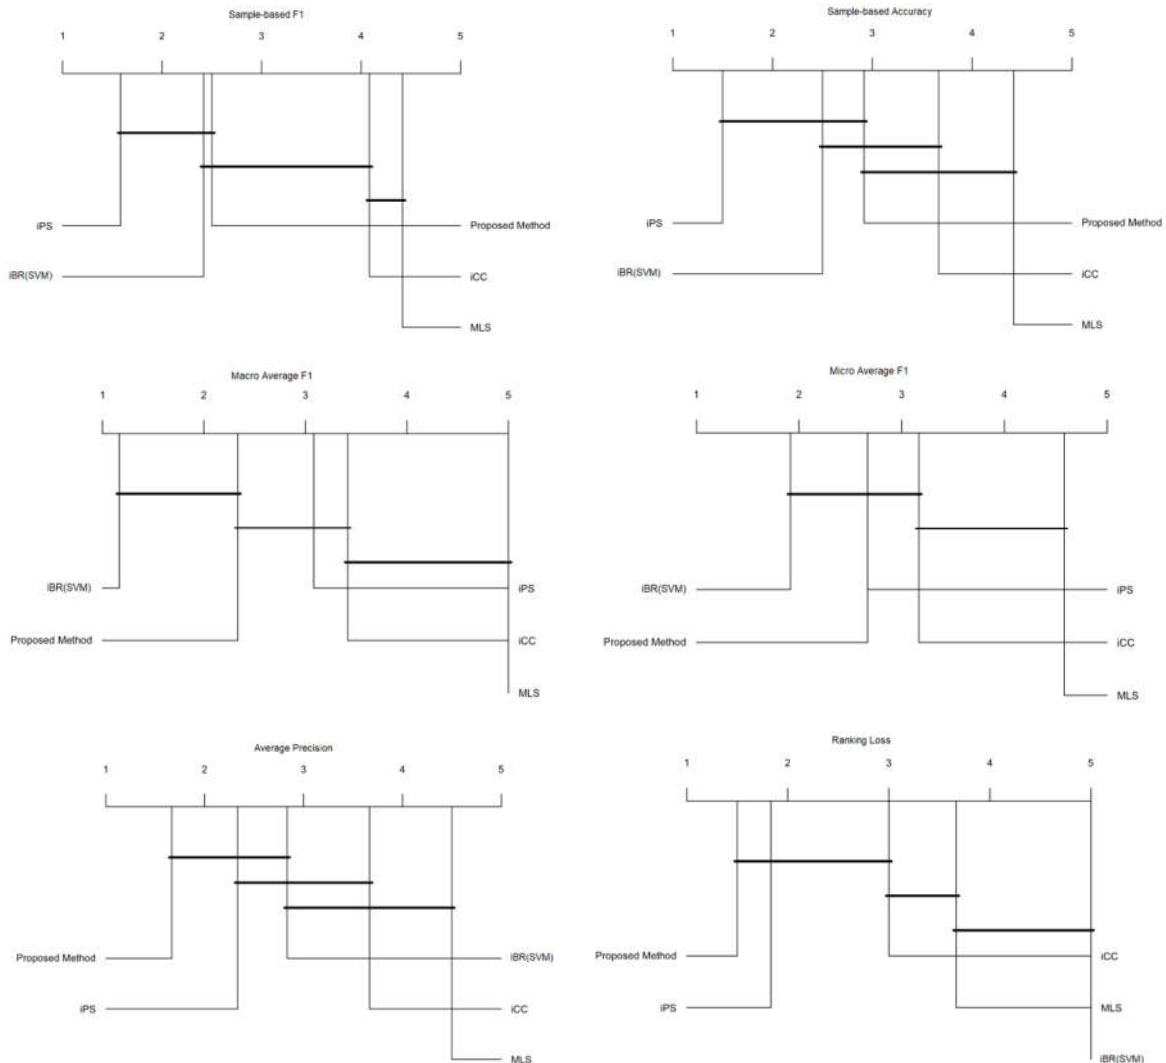 Sample-based F1
1 2 3 4 5
iPS
Proposed Method
iBR(SVM)
iCC
MLS
Sample-based Accuracy
1 2 3 4 5
iPS
Proposed Method
iBR(SVM)
iCC
MLS
Macro Average F1
1 2 3 4 5
iBR(SVM)
iPS
Proposed Method
iCC
MLS
Micro Average F1
1 2 3 4 5
iBR(SVM)
iPS
Proposed Method
iCC
MLS
Average Precision
1 2 3 4 5
Proposed Method
iBR(SVM)
iPS
iCC
MLS
Ranking Loss
1 2 3 4 5
Proposed Method
iCC
iPS
MLS
iBR(SVM)